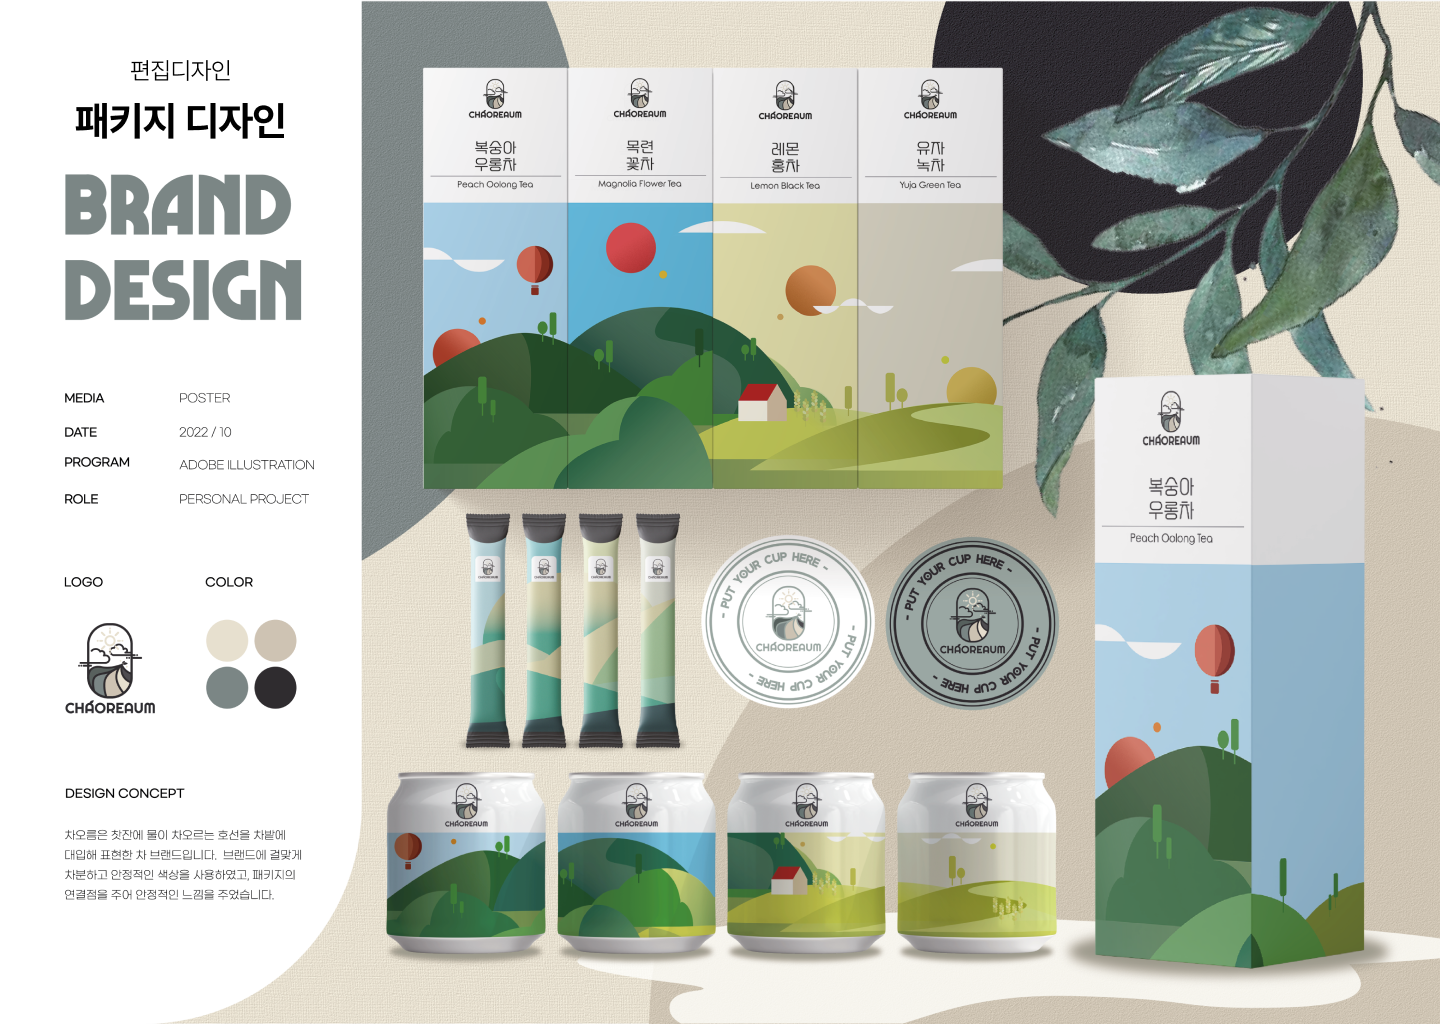 편집디자인
패키지 디자인
BRAND
DESIGN
MEDIA POSTER
DATE 2022 / 10
PROGRAM ADOBE ILLUSTRATION
ROLE PERSONAL PROJECT
LOGO COLOR
CHÁOREAUM
DESIGN CONCEPT
차오름은 찻잔에 물이 차오르는 호선을 차밭에
대입해 표현한 차 브랜드입니다. 브랜드에 걸맞게
차분하고 안정적인 색상을 사용하였고, 패키지의
연결점을 주어 안정적인 느낌을 주었습니다.
CHÁOREAUM
복숭아
우롱차
Peach Oolong Tea
CHÁOREAUM
목련
꽃차
Magnolia Flower Tea
CHÁOREAUM
레몬
홍차
Lemon Black Tea
CHÁOREAUM
유자
녹차
Yuja Green Tea
CHÁOREAUM
CHÁOREAUM
CHÁOREAUM
CHÁOREAUM
- PUT YOUR CUP HERE -
CHÁOREAUM
- PUT YOUR CUP HERE -
- PUT YOUR CUP HERE -
CHÁOREAUM
- PUT YOUR CUP HERE -
CHÁOREAUM
CHÁOREAUM
CHÁOREAUM
CHÁOREAUM
CHÁOREAUM
복숭아
우롱차
Peach Oolong Tea